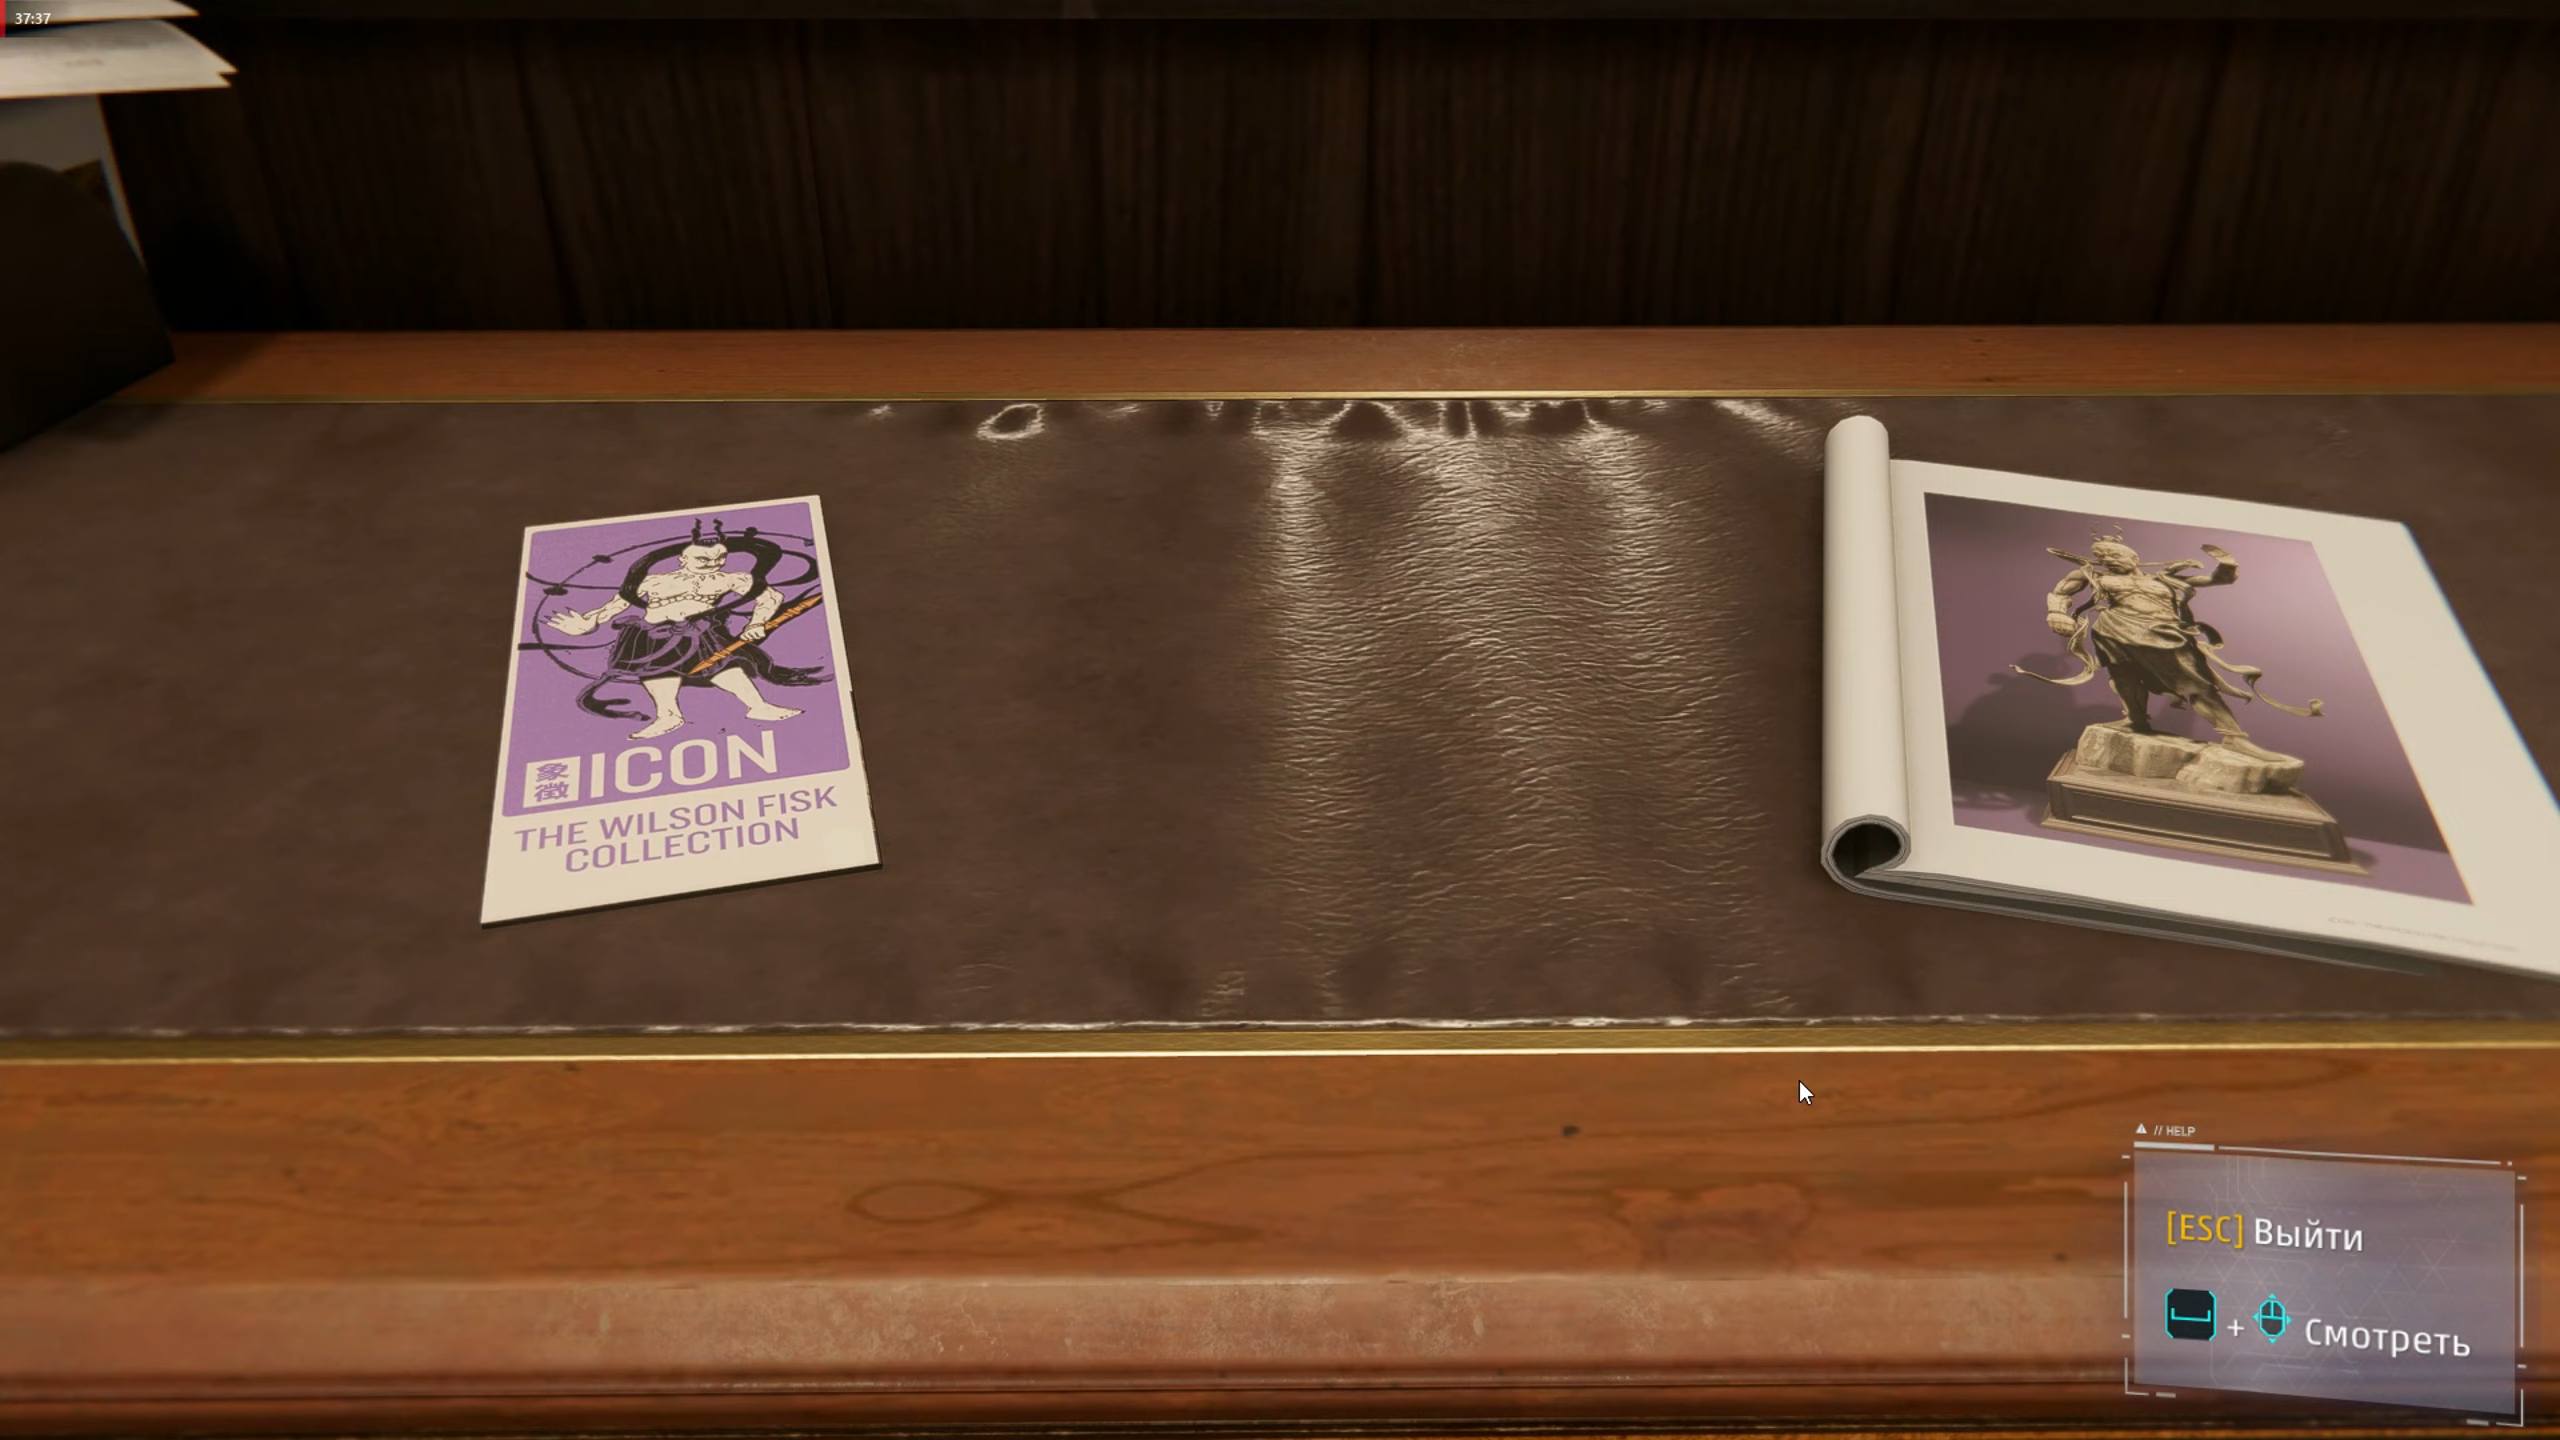 37:37
象徵
ICON
THE WILSON FISK
COLLECTION
// HELP
[ESC] Выйти
+ Смотреть